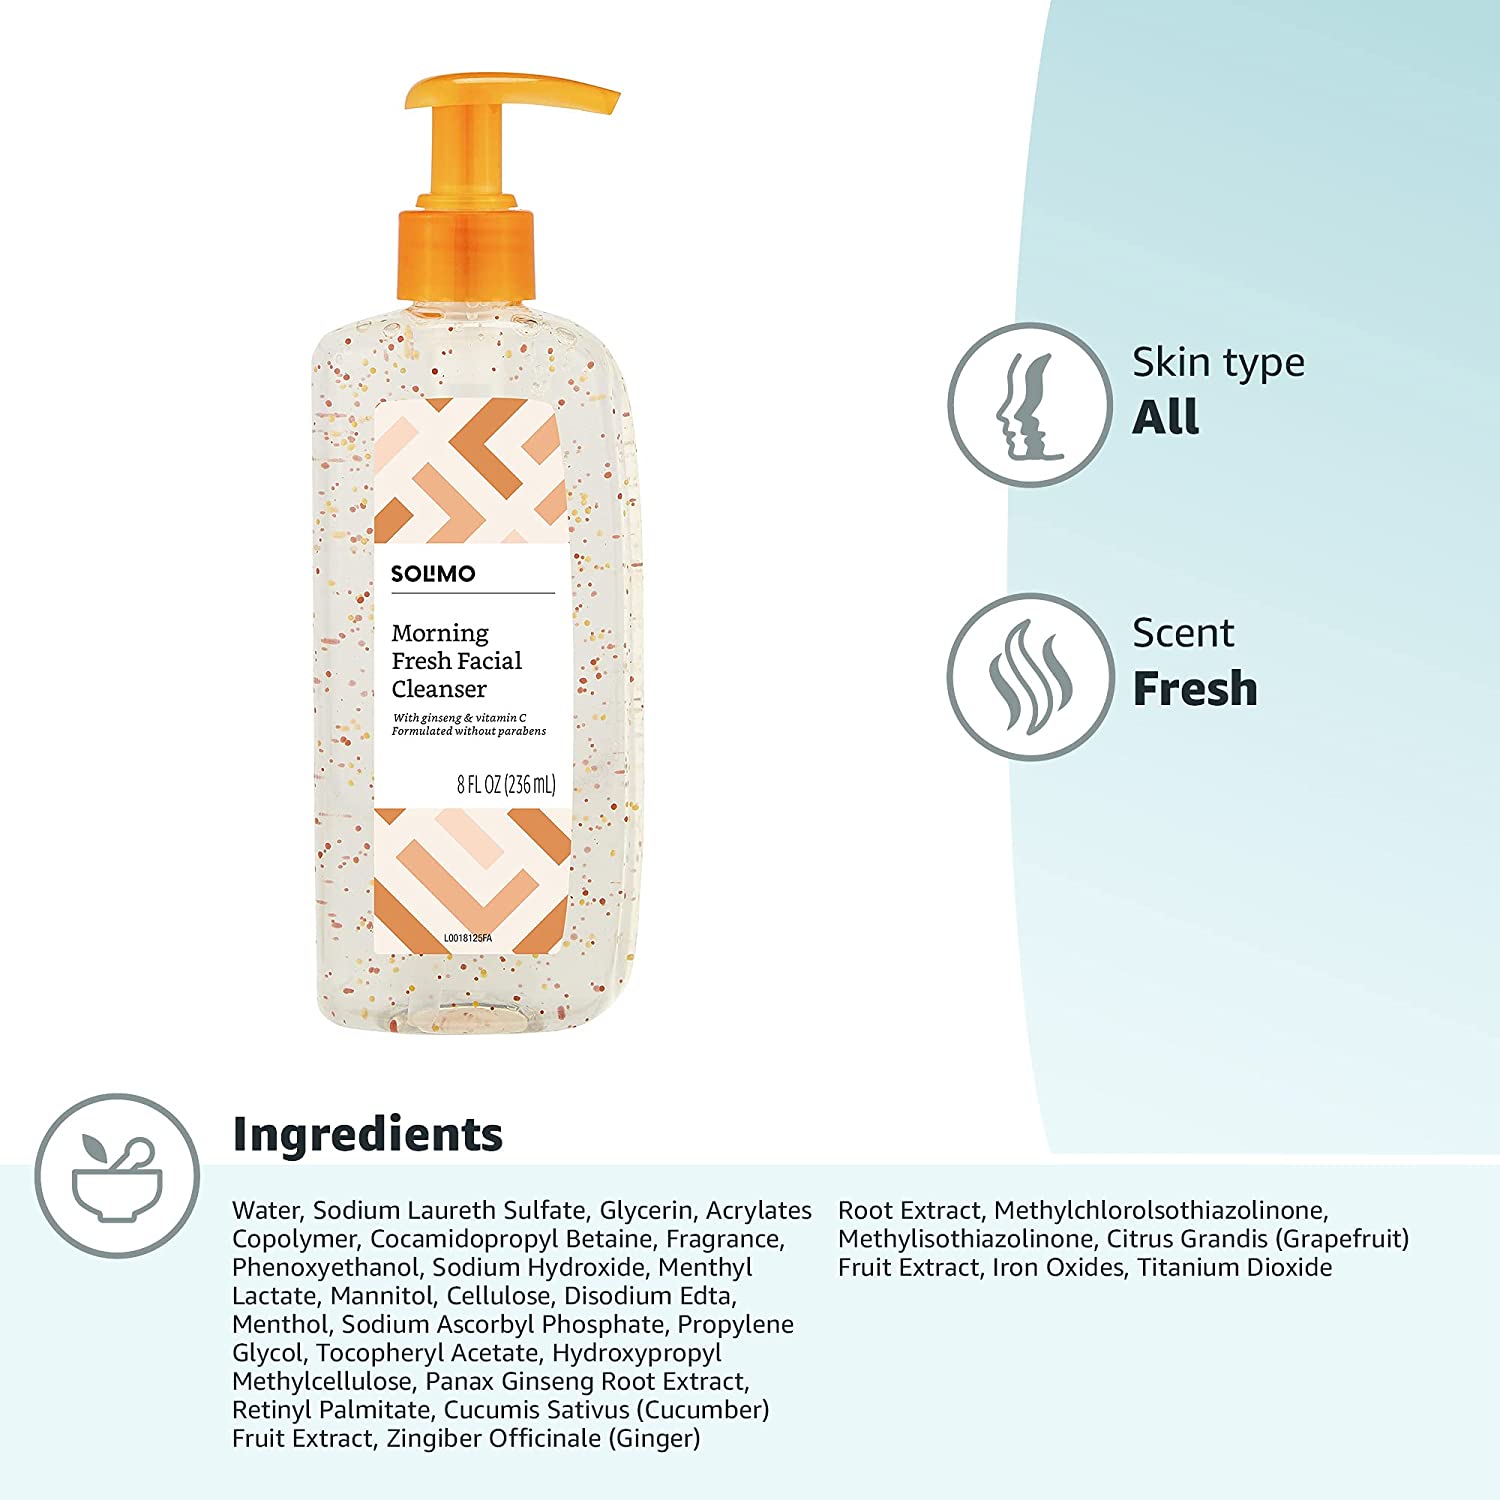 SOLIMO
Morning
Fresh Facial
Cleanser
With ginseng & vitamin C
Formulated without parabens
8 FL OZ (236 mL)
L0018125FA
Skin type
All
Scent
Fresh
Ingredients
Water, Sodium Laureth Sulfate, Glycerin, Acrylates
Copolymer, Cocamidopropyl Betaine, Fragrance,
Phenoxyethanol, Sodium Hydroxide, Menthyl
Lactate, Mannitol, Cellulose, Disodium Edta,
Menthol, Sodium Ascorbyl Phosphate, Propylene
Glycol, Tocopheryl Acetate, Hydroxypropyl
Methylcellulose, Panax Ginseng Root Extract,
Retinyl Palmitate, Cucumis Sativus (Cucumber)
Fruit Extract, Zingiber Officinale (Ginger)
Root Extract, Methylchlorolsothiazolinone,
Methylisothiazolinone, Citrus Grandis (Grapefruit)
Fruit Extract, Iron Oxides, Titanium Dioxide